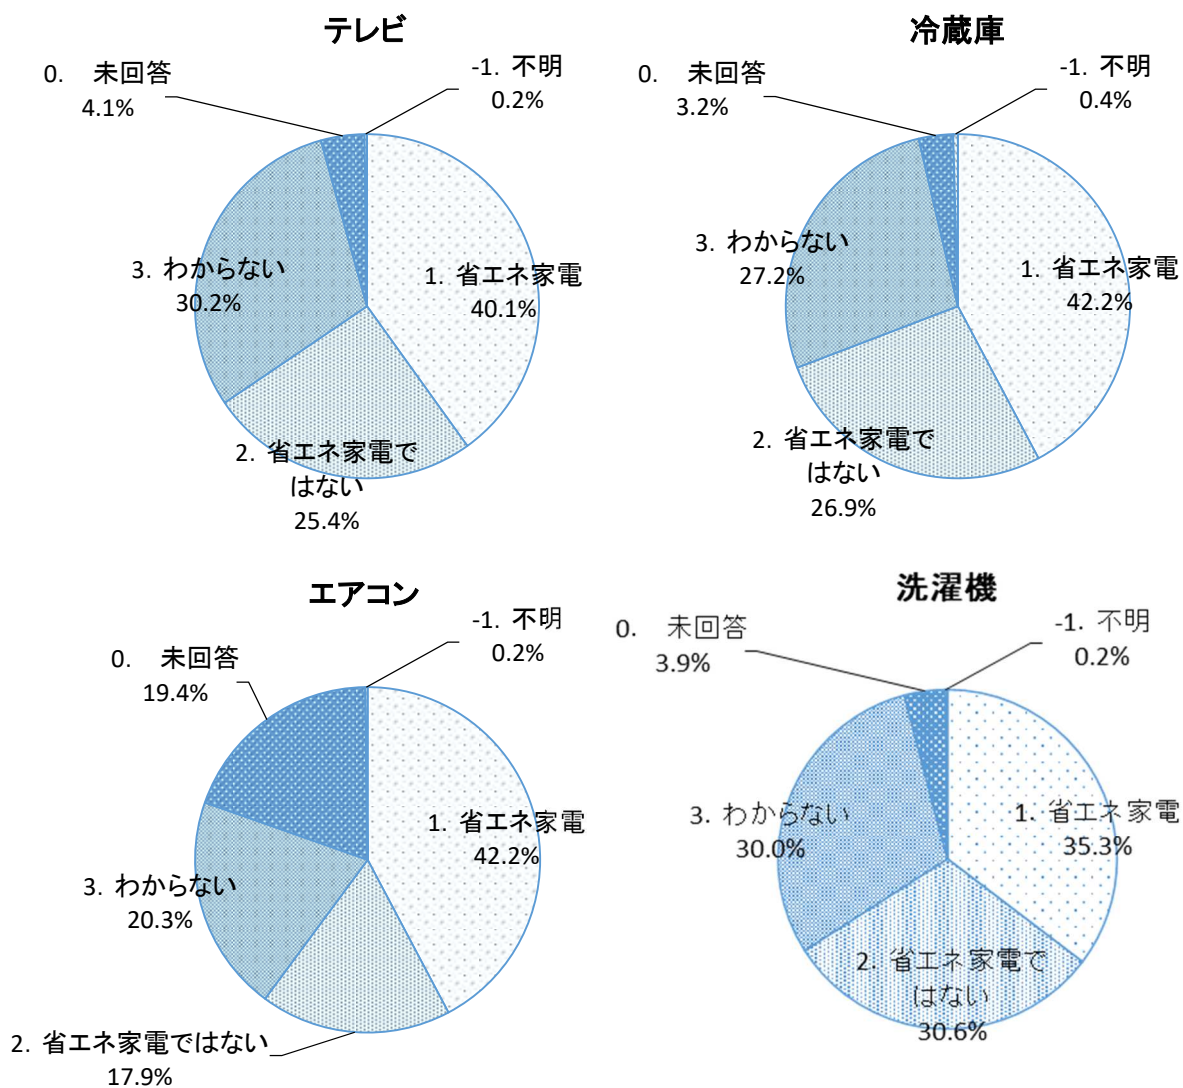 テレビ
0. 未回答
4.1%
-1. 不明
0.2%
3. わからない
30.2%
1. 省エネ家電
40.1%
2. 省エネ家電で
はない
25.4%
冷蔵庫
0. 未回答
3.2%
-1. 不明
0.4%
3. わからない
27.2%
1. 省エネ家電
42.2%
2. 省エネ家電で
はない
26.9%
エアコン
0. 未回答
19.4%
-1. 不明
0.2%
1. 省エネ家電
42.2%
3. わからない
20.3%
2. 省エネ家電ではない
17.9%
洗濯機
0. 未回答
3.9%
-1. 不明
0.2%
3. わからない
30.0%
1. 省エネ家電
35.3%
2. 省エネ家電で
はない
30.6%